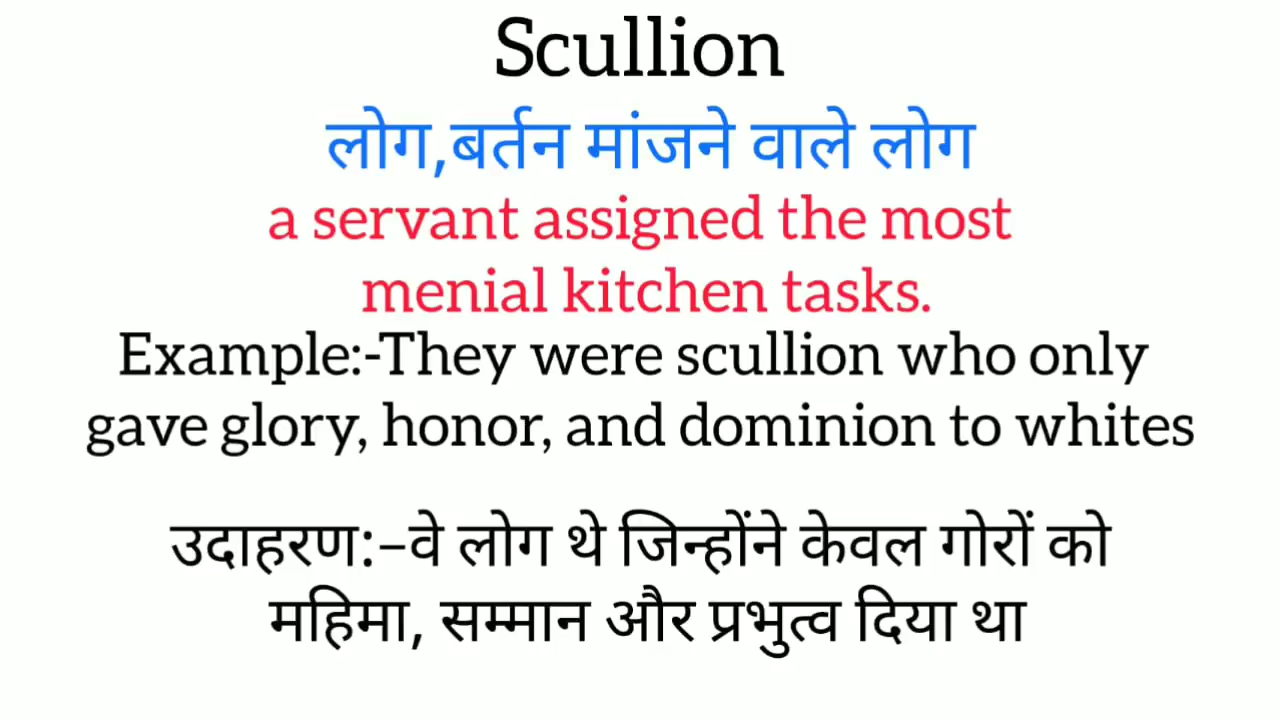 Scullion
लोग,बर्तन मांजने वाले लोग
a servant assigned the most
menial kitchen tasks.
Example:-They were scullion who only
gave glory, honor, and dominion to whites
उदाहरण:–वे लोग थे जिन्होंने केवल गोरों को
महिमा, सम्मान और प्रभुत्व दिया था